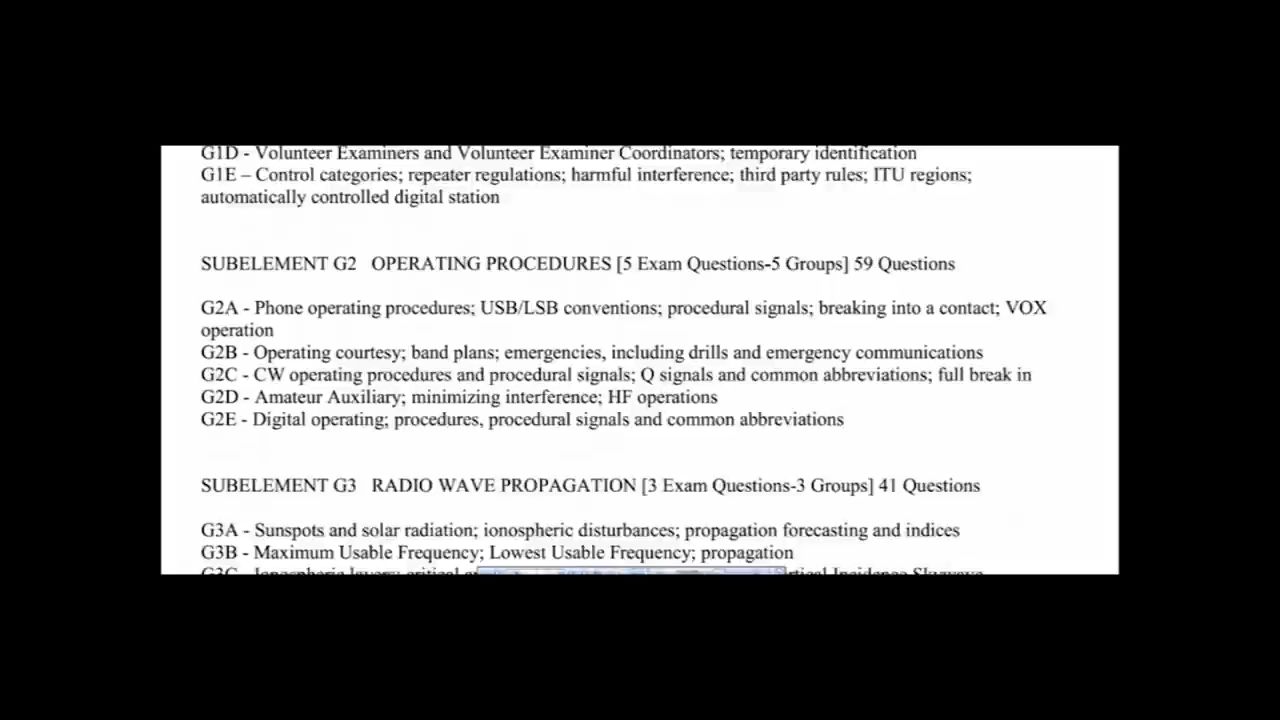 G1D - Volunteer Examiners and Volunteer Examiner Coordinators; temporary identification
G1E – Control categories; repeater regulations; harmful interference; third party rules; ITU regions;
automatically controlled digital station
SUBELEMENT G2 OPERATING PROCEDURES [5 Exam Questions-5 Groups] 59 Questions
G2A - Phone operating procedures; USB/LSB conventions; procedural signals; breaking into a contact; VOX
operation
G2B - Operating courtesy; band plans; emergencies, including drills and emergency communications
G2C - CW operating procedures and procedural signals; Q signals and common abbreviations; full break in
G2D - Amateur Auxiliary; minimizing interference; HF operations
G2E - Digital operating; procedures, procedural signals and common abbreviations
SUBELEMENT G3 RADIO WAVE PROPAGATION [3 Exam Questions-3 Groups] 41 Questions
G3A - Sunspots and solar radiation; ionospheric disturbances; propagation forecasting and indices
G3B - Maximum Usable Frequency; Lowest Usable Frequency; propagation
G3C - Ionospheric layers; critical Incidence Skywave